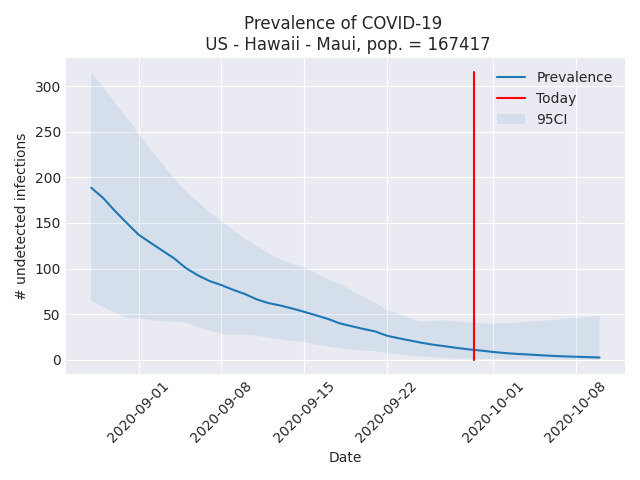 Prevalence of COVID-19
US - Hawaii - Maui, pop. = 167417
Prevalence
Today
95CI
# undetected infections
300
250
200
150
100
50
0
2020-09-01
2020-09-08
2020-09-15
2020-09-22
2020-10-01
2020-10-08
Date